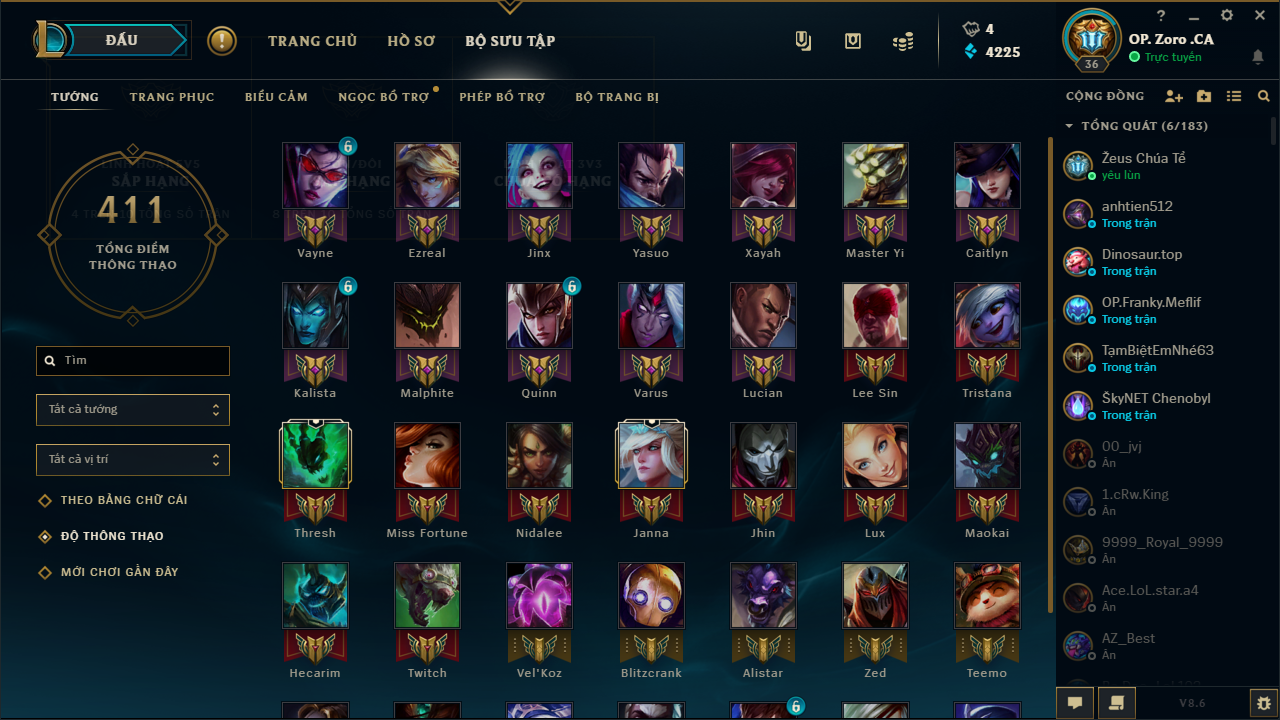 ĐẤU
TRANG CHỦ
HỒ SƠ
BỘ SƯU TẬP
4
4225
36
OP. Zoro .CA
Trực tuyến
TƯỚNG
TRANG PHỤC
BIỂU CẢM
NGỌC BỔ TRỢ
PHÉP BỔ TRỢ
BỘ TRANG BỊ
411
TỔNG ĐIỂM
THÔNG THẠO
Tìm
Tất cả tướng
Tất cả vị trí
THEO BẢNG CHỮ CÁI
ĐỘ THÔNG THẠO
MỚI CHƠI GẦN ĐÂY
6
Vayne
Ezreal
Jinx
Yasuo
Xayah
Master Yi
Caitlyn
6
6
Kalista
Malphite
Quinn
Varus
Lucian
Lee Sin
Tristana
Thresh
Miss Fortune
Nidalee
Janna
Jhin
Lux
Maokai
Hecarim
Twitch
Vel'Koz
Blitzcrank
Alistar
Zed
Teemo
6
CỘNG ĐỒNG
TỔNG QUÁT (6/183)
Žeus Chúa Tể
yêu lùn
anhtien512
Trong trận
Dinosaur.top
Trong trận
OP.Franky.Meflif
Trong trận
TạmBiệtEmNhé63
Trong trận
ŠkyNET Chenobyl
Trong trận
00_jvj
Ẩn
1.cRw.King
Ẩn
9999_Royal_9999
Ẩn
Ace.LoL.star.a4
Ẩn
AZ_Best
Ẩn
V8.6